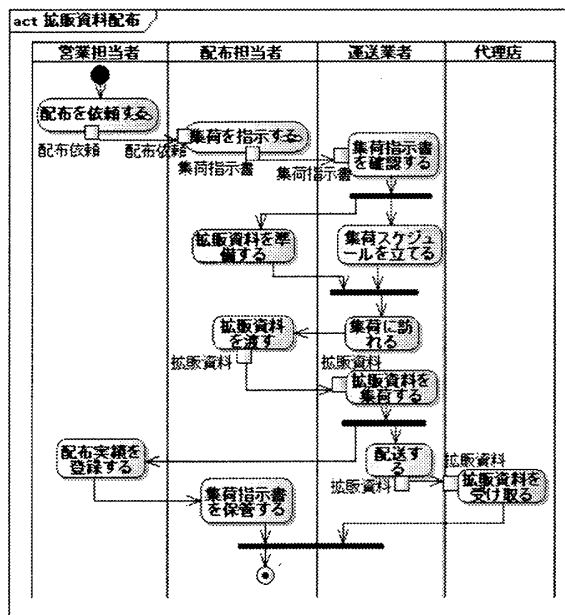 act 拡販資料配布
営業担当者
配布担当者
運送業者
代理店
配布を依頼する
配布依頼
配布依頼
集荷を指示する
集荷指示書
集荷指示書
集荷指示書
を確認する
拡販資料を準
備する
集荷スケジュ
ールを立てる
集荷に訪
れる
拡販資料
を渡す
拡販資料
拡販資料
拡販資料を
集荷する
配布実績を
登録する
配送す
る
拡販資料
拡販資料
拡販資料を
受け取る
集荷指示書
を保管する